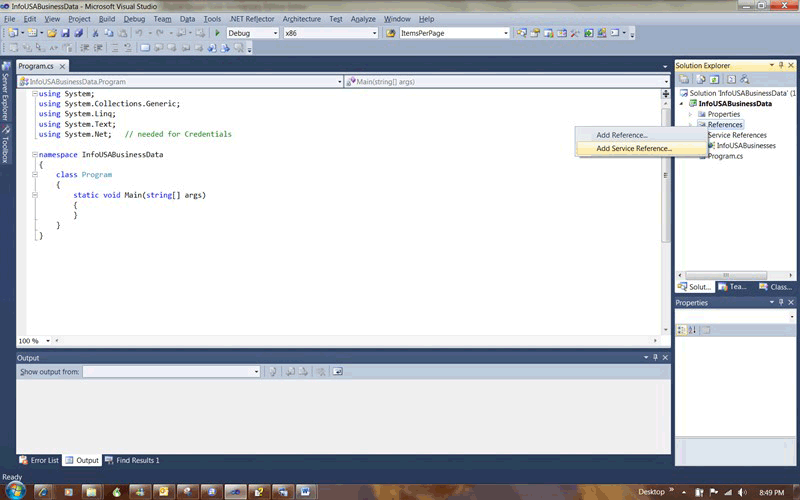 InfoUSABusinessData - Microsoft Visual Studio
File Edit View Project Build Debug Team Data Tools .NET Reflector Architecture Test Analyze Window Help
Debug x86 ItemsPerPage
Program.cs
InfoUSABusinessData.Program Main(string[] args)
using System;
using System.Collections.Generic;
using System.Linq;
using System.Text;
using System.Net; // needed for Credentials
namespace InfoUSABusinessData
{
class Program
{
static void Main(string[] args)
{
}
}
}
100 %
Server Explorer
Toolbox
Add Reference...
Add Service Reference...
Solution Explorer
Solution 'InfoUSABusinessData' (1
InfoUSABusinessData
Properties
References
Service References
InfoUSABusinesses
Program.cs
Solut... Tea... Class...
Properties
Output
Show output from:
Error List Output Find Results 1
Ready
Desktop » 8:49 PM